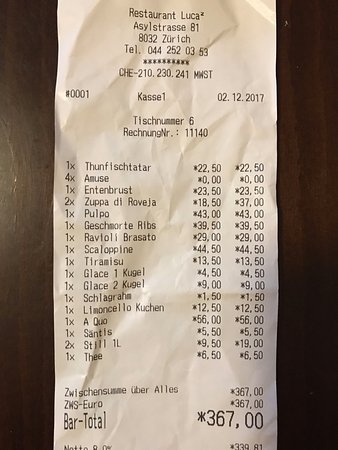 Restaurant Luca²
Asylstrasse 81
8032 Zürich
Tel. 044 252 03 53
**********
CHE-210.230.241 MWST
#0001 Kasse1 02.12.2017
Tischnummer 6
RechnungNr.: 11140
1x Thunfischtatar *22,50 *22,50
4x Amuse *0,00 *0,00
1x Entenbrust *23,50 *23,50
2x Zuppa di Roveja *18,50 *37,00
1x Pulpo *43,00 *43,00
1x Geschmorte Ribs *39,50 *39,50
1x Ravioli Brasato *29,00 *29,00
1x Scaloppine *44,50 *44,50
1x Tiramisu *13,50 *13,50
1x Glace 1 Kugel *4,50 *4,50
1x Glace 2 Kugel *9,00 *9,00
1x Schlagrahm *1,50 *1,50
1x Limoncello Kuchen *12,50 *12,50
1x A Quo *56,00 *56,00
1x Säntis *5,50 *5,50
2x Still 1L *9,50 *19,00
1x Thee *6,50 *6,50
Zwischensumme über Alles *367,00
ZWS-Euro *367,00
Bar-Total *367,00
Netto 8.0% *339,81